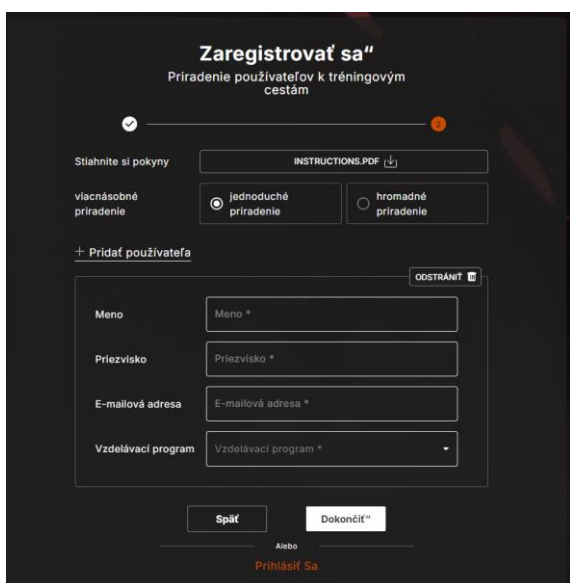 Zaregistrovať sa“
Priradenie používateľov k tréningovým
cestám
2
Stiahnite si pokyny
INSTRUCTIONS.PDF
viacnásobné
priradenie
jednoduché
priradenie
hromadné
priradenie
+ Pridať používateľa
ODSTRÁNIŤ
Meno
Meno *
Priezvisko
Priezvisko *
E-mailová adresa
E-mailová adresa *
Vzdelávací program
Vzdelávací program *
Späť
Dokončiť“
Alebo
Prihlásiť Sa